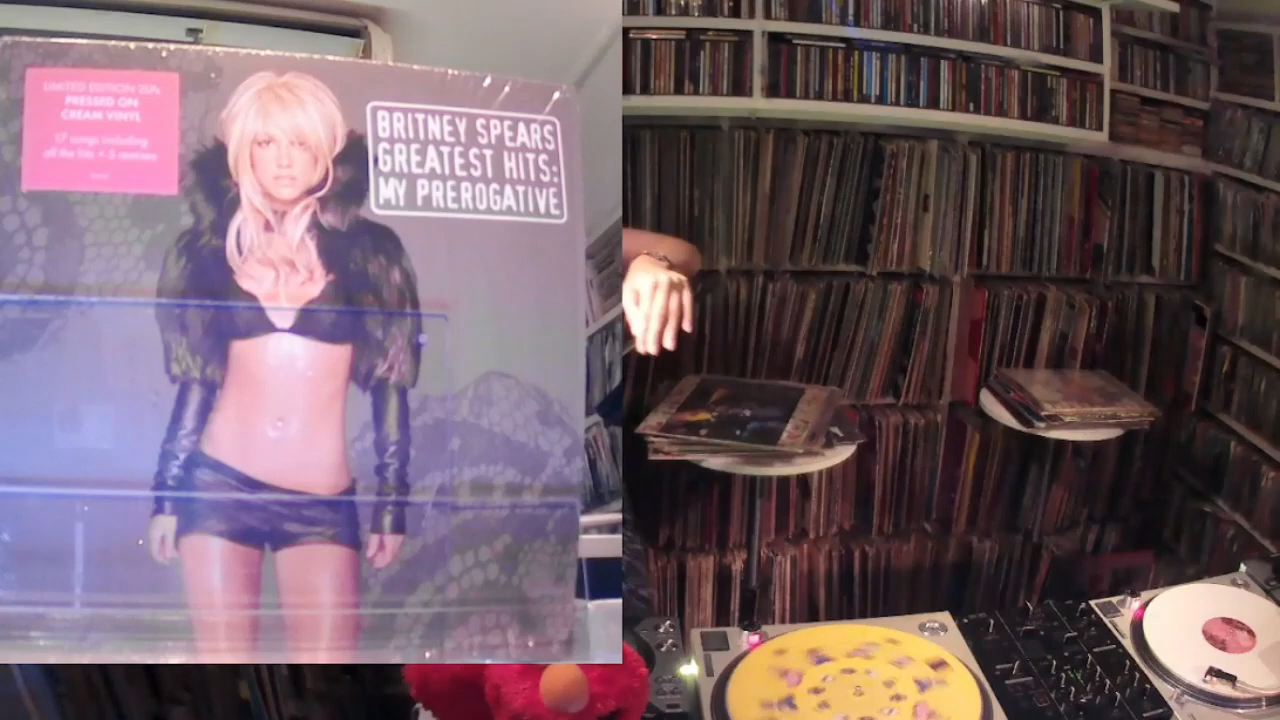 LIMITED EDITION 2LPs
PRESSED ON
CREAM VINYL
17 songs including
all the hits + 3 remixes
BRITNEY SPEARS
GREATEST HITS:
MY PREROGATIVE